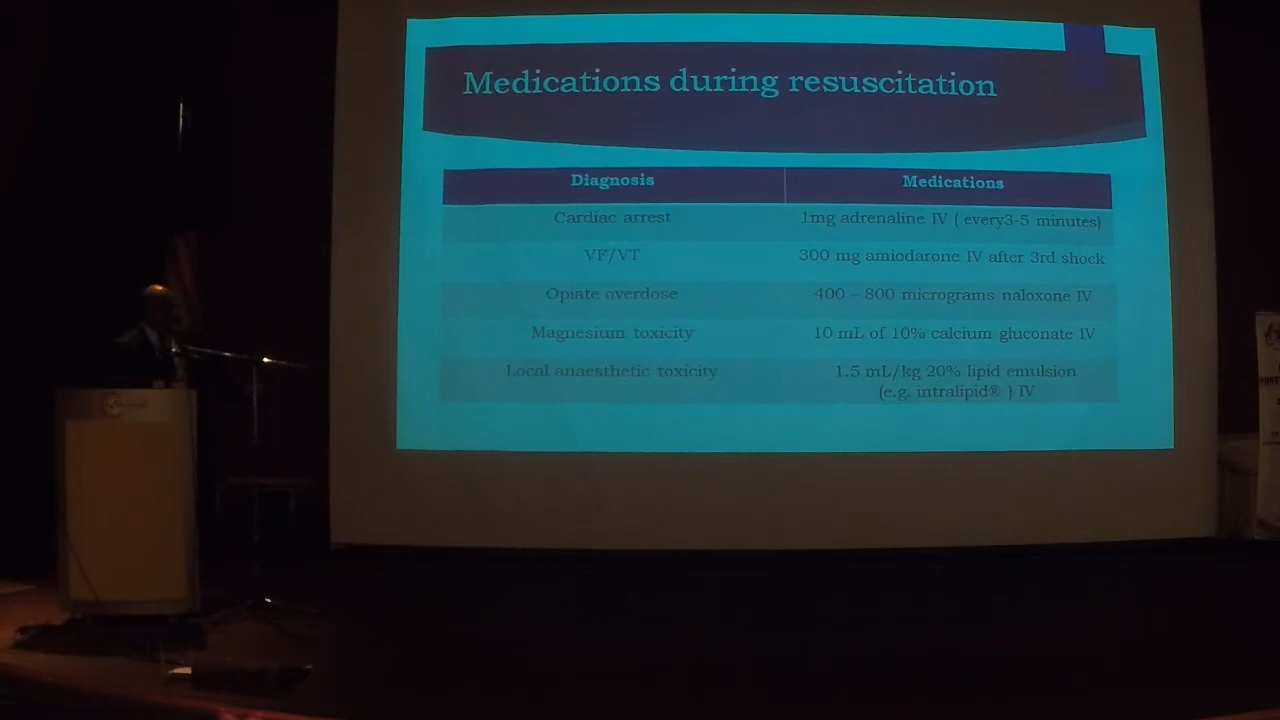 Medications during resuscitation
Diagnosis Medications
Cardiac arrest 1mg adrenaline IV ( every3-5 minutes)
VF/VT 300 mg amiodarone IV after 3rd shock
Opiate overdose 400 – 800 micrograms naloxone IV
Magnesium toxicity 10 mL of 10% calcium gluconate IV
Local anaesthetic toxicity 1.5 mL/kg 20% lipid emulsion
(e.g. intralipid® ) IV